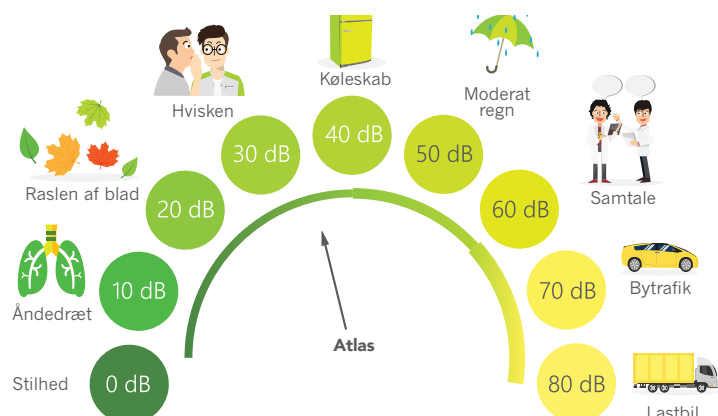 Køleskab
Moderat
regn
Hvisken
40 dB
30 dB
50 dB
Raslen af blad
Samtale
20 dB
60 dB
10 dB
Åndedræt
70 dB
Bytrafik
Atlas
Stilhed
0 dB
80 dB
Lastbil